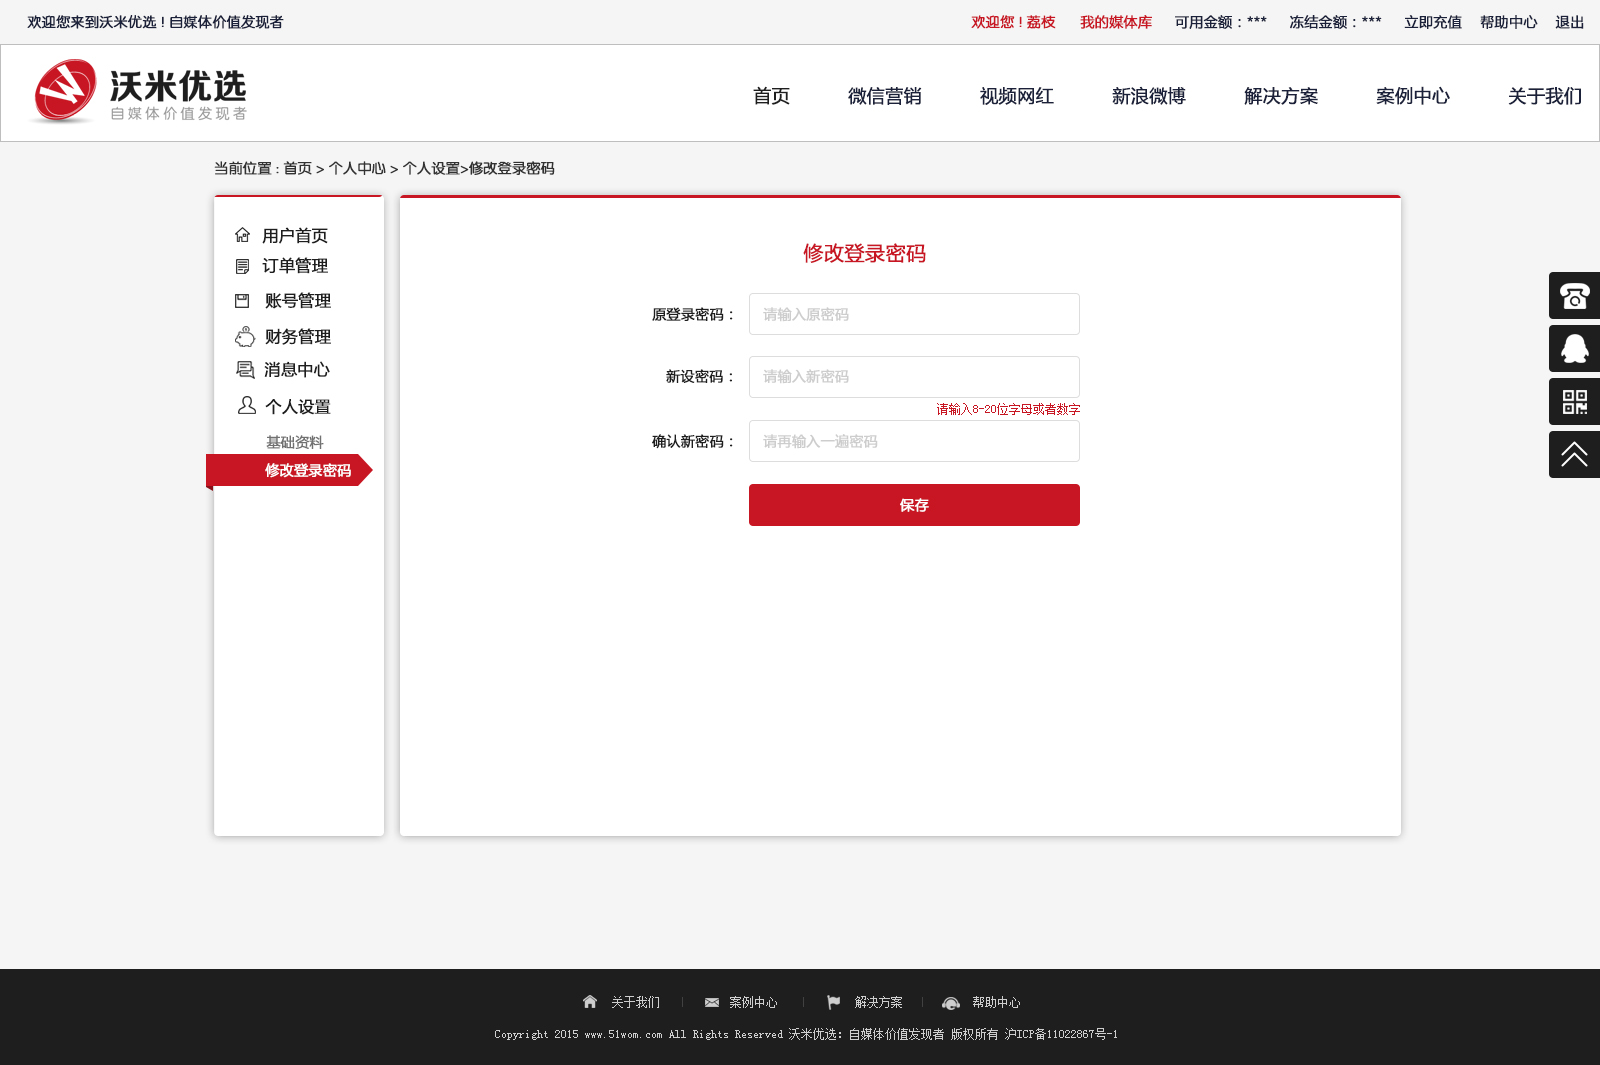 欢迎您来到沃米优选！自媒体价值发现者
欢迎您！荔枝 我的媒体库 可用金额：*** 冻结金额：*** 立即充值 帮助中心 退出
沃米优选
自媒体价值发现者
首页 微信营销 视频网红 新浪微博 解决方案 案例中心 关于我们
当前位置 : 首页 > 个人中心 > 个人设置>修改登录密码
用户首页
订单管理
账号管理
财务管理
消息中心
个人设置
基础资料
修改登录密码
修改登录密码
原登录密码： 请输入原密码
新设密码： 请输入新密码
请输入8-20位字母或者数字
确认新密码： 请再输入一遍密码
保存
关于我们 案例中心 解决方案 帮助中心
Copyright 2015 www.51wom.com All Rights Reserved 沃米优选：自媒体价值发现者 版权所有 沪ICP备11022867号-1